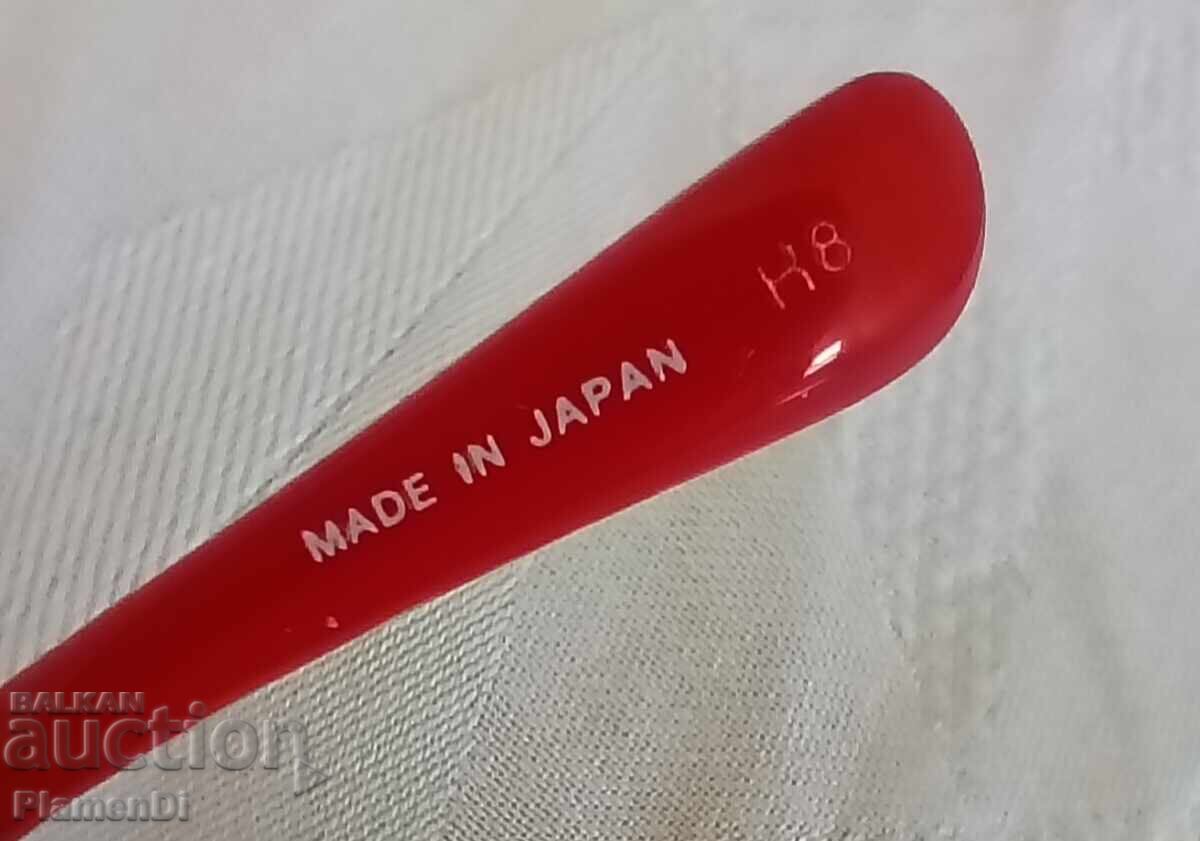 H8
MADE IN JAPAN
BALKAN
auction
PlamenDi